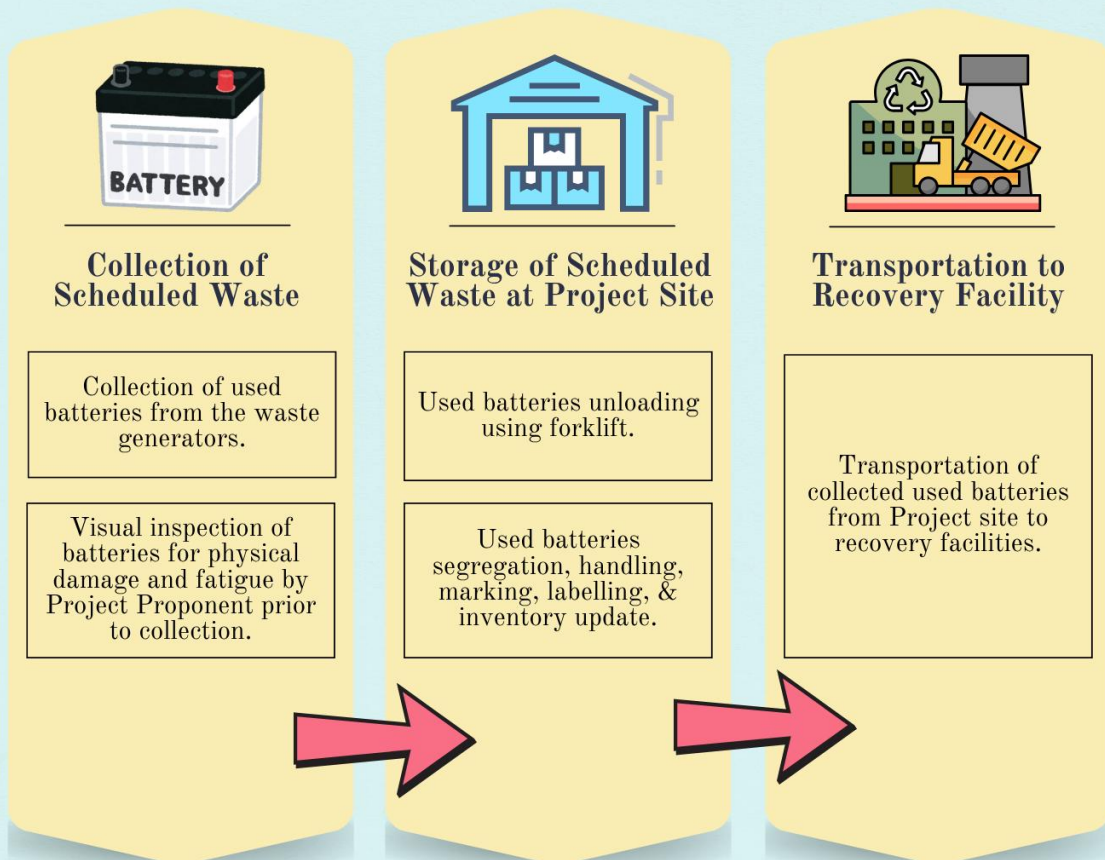 BATTERY
Collection of
Scheduled Waste
Collection of used
batteries from the waste
generators.
Visual inspection of
batteries for physical
damage and fatigue by
Project Proponent prior
to collection.
Storage of Scheduled
Waste at Project Site
Used batteries unloading
using forklift.
Used batteries
segregation, handling,
marking, labelling, &
inventory update.
Transportation to
Recovery Facility
Transportation of
collected used batteries
from Project site to
recovery facilities.